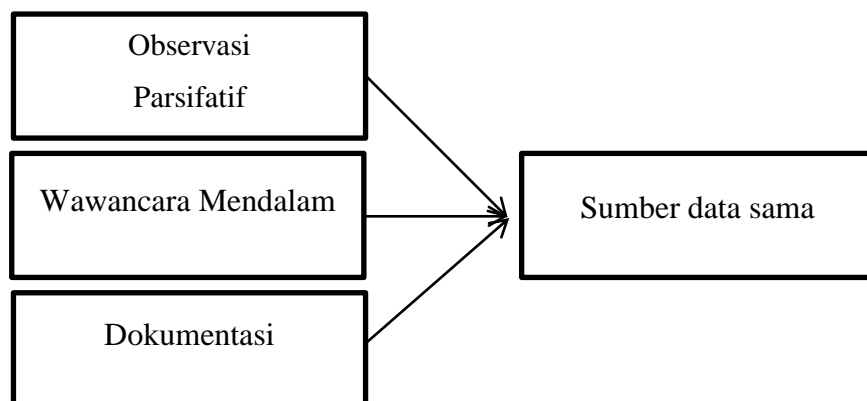 Observasi
Parsifatif
Wawancara Mendalam
Sumber data sama
Dokumentasi